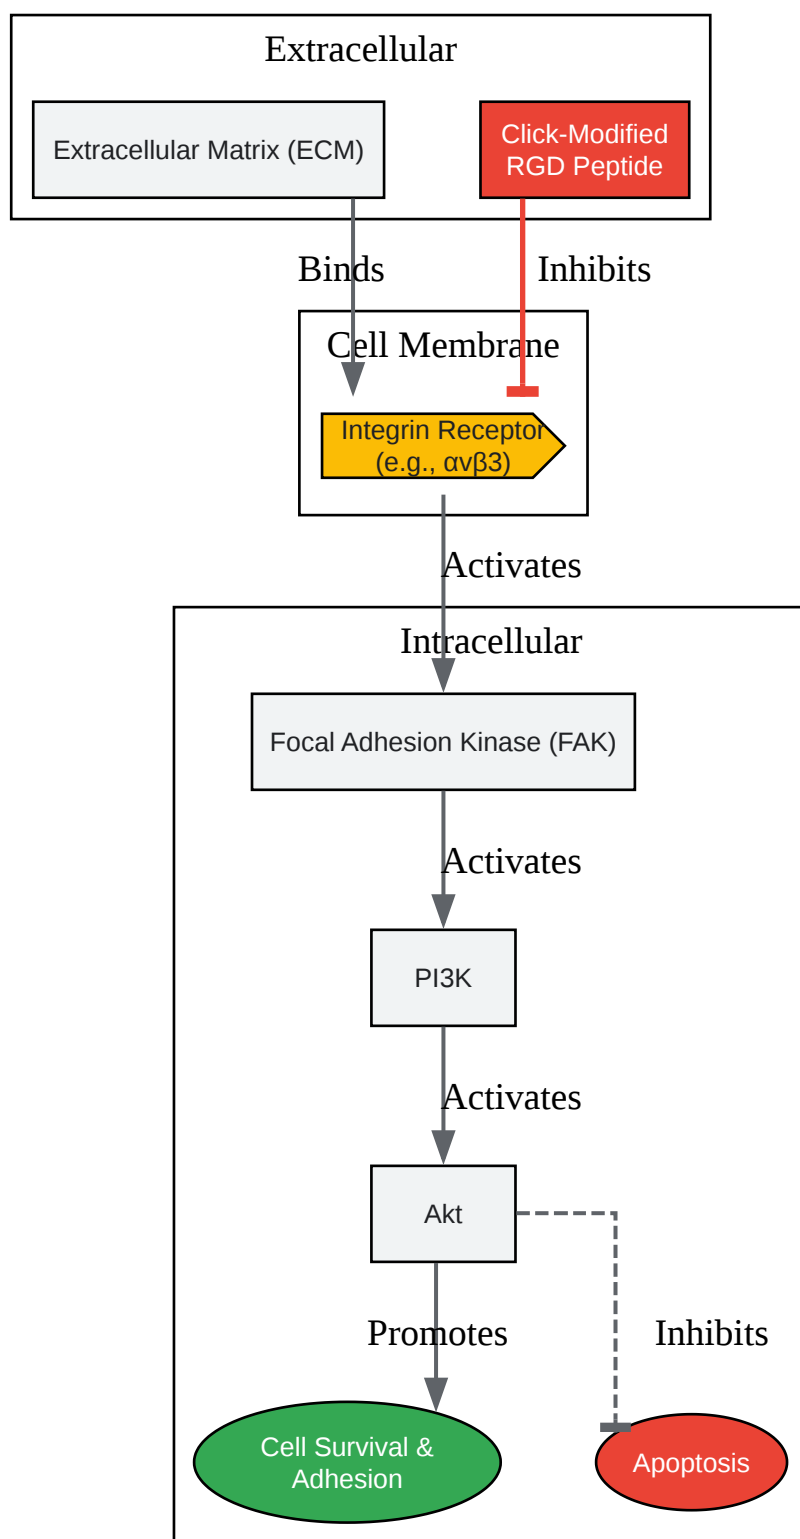 Extracellular
Extracellular Matrix (ECM)
Click-Modified
RGD Peptide
Binds
Inhibits
Cell Membrane
Integrin Receptor
(e.g., αvβ3)
Activates
Intracellular
Focal Adhesion Kinase (FAK)
Activates
PI3K
Activates
Akt
Promotes
Inhibits
Cell Survival &
Adhesion
Apoptosis